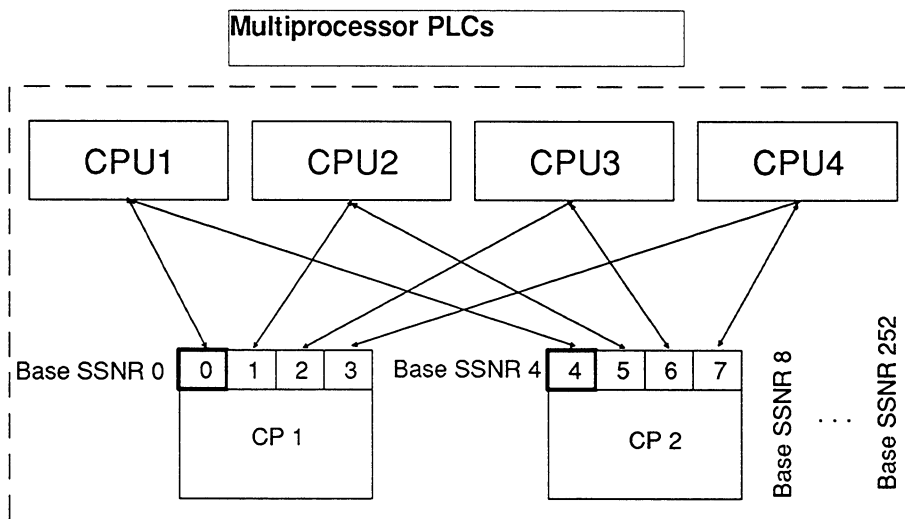 Multiprocessor PLCs
CPU1 CPU2 CPU3 CPU4
Base SSNR 0 0 1 2 3 Base SSNR 4 4 5 6 7
CP 1 CP 2
Base SSNR 8
. . .
Base SSNR 252